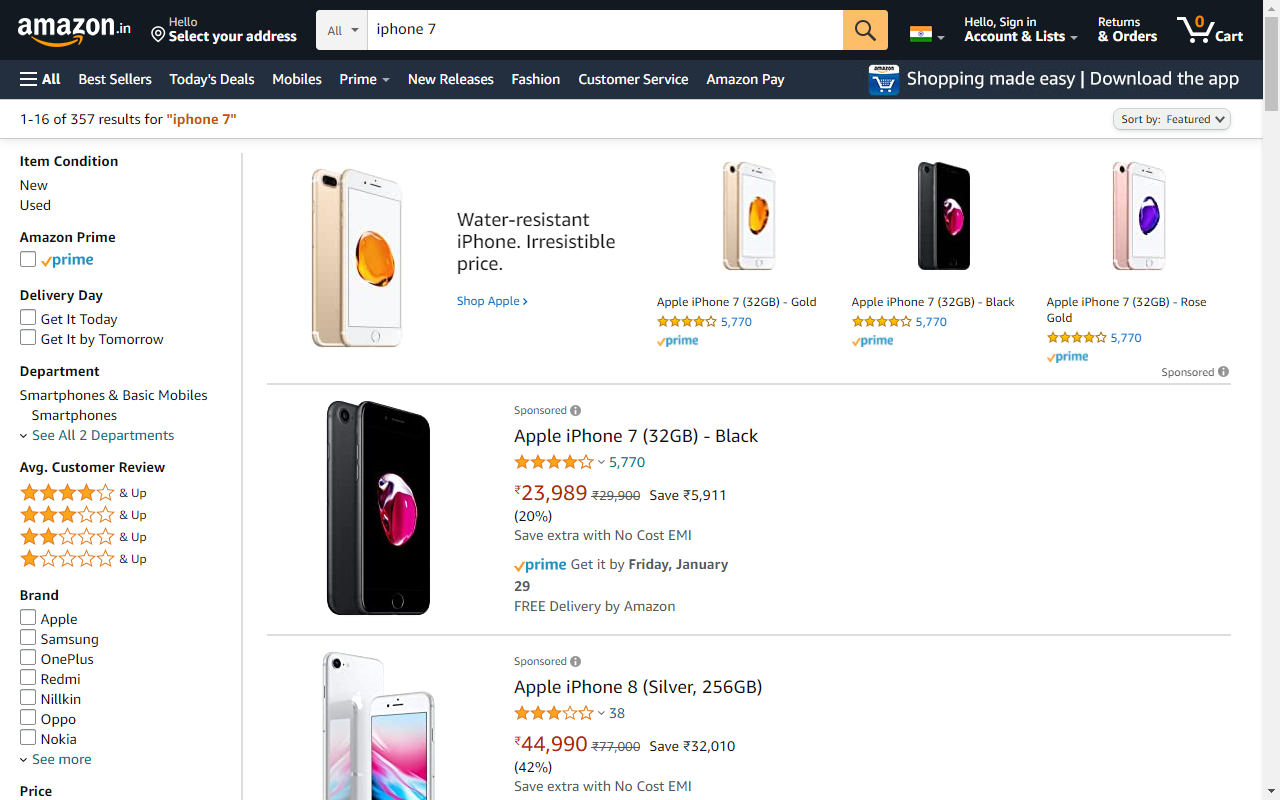 amazon.in
Hello
Select your address
All
iphone 7
Hello, Sign in
Account & Lists
Returns
& Orders
0
Cart
All
Best Sellers
Today's Deals
Mobiles
Prime
New Releases
Fashion
Customer Service
Amazon Pay
amazon
Shopping made easy | Download the app
1-16 of 357 results for "iphone 7"
Sort by: Featured
Item Condition
New
Used
Amazon Prime
prime
Delivery Day
Get It Today
Get It by Tomorrow
Department
Smartphones & Basic Mobiles
Smartphones
See All 2 Departments
Avg. Customer Review
& Up
& Up
& Up
& Up
Brand
Apple
Samsung
OnePlus
Redmi
Nillkin
Oppo
Nokia
See more
Price
Water-resistant
iPhone. Irresistible
price.
Shop Apple ›
Apple iPhone 7 (32GB) - Gold
5,770
prime
Apple iPhone 7 (32GB) - Black
5,770
prime
Apple iPhone 7 (32GB) - Rose
Gold
5,770
prime
Sponsored
Sponsored
Apple iPhone 7 (32GB) - Black
5,770
₹23,989 ₹29,900 Save ₹5,911
(20%)
Save extra with No Cost EMI
prime Get it by Friday, January
29
FREE Delivery by Amazon
Sponsored
Apple iPhone 8 (Silver, 256GB)
38
₹44,990 ₹77,000 Save ₹32,010
(42%)
Save extra with No Cost EMI